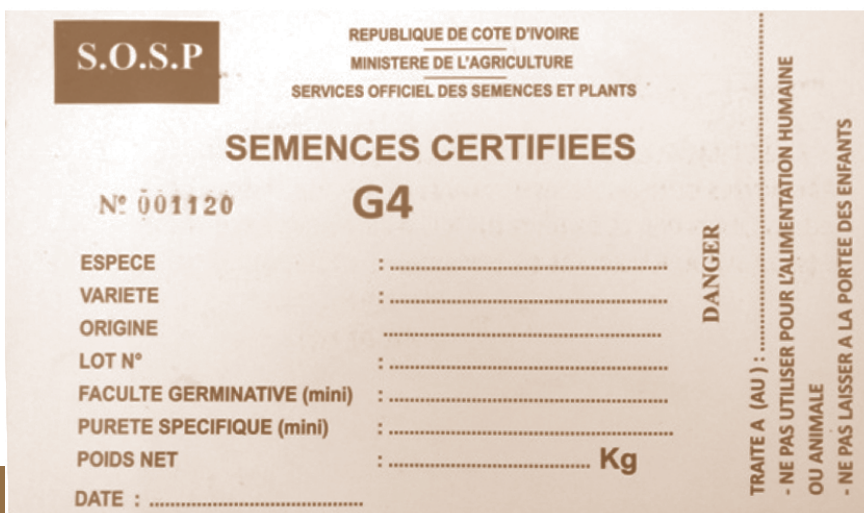 S.O.S.P
REPUBLIQUE DE COTE D'IVOIRE
MINISTERE DE L'AGRICULTURE
SERVICES OFFICIEL DES SEMENCES ET PLANTS
SEMENCES CERTIFIEES
Nº 001120 G4
ESPECE : ........................................
VARIETE : ........................................
ORIGINE ........................................
LOT N° : ........................................
FACULTE GERMINATIVE (mini) : ........................................
PURETE SPECIFIQUE (mini) : ........................................
POIDS NET : ............................. Kg
DATE : ...............................
DANGER
TRAITE A (AU) : ........................................
- NE PAS UTILISER POUR L'ALIMENTATION HUMAINE
OU ANIMALE
- NE PAS LAISSER A LA PORTEE DES ENFANTS